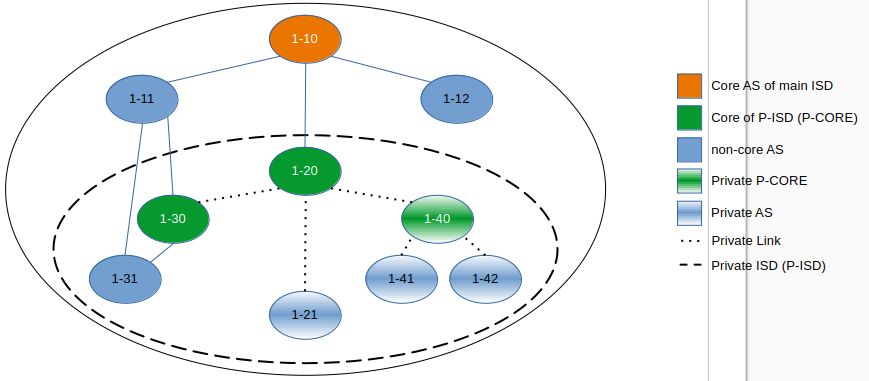 1-10
1-11
1-12
1-20
1-30
1-40
1-31
1-41
1-42
1-21
Core AS of main ISD
Core of P-ISD (P-CORE)
non-core AS
Private P-CORE
Private AS
Private Link
Private ISD (P-ISD)